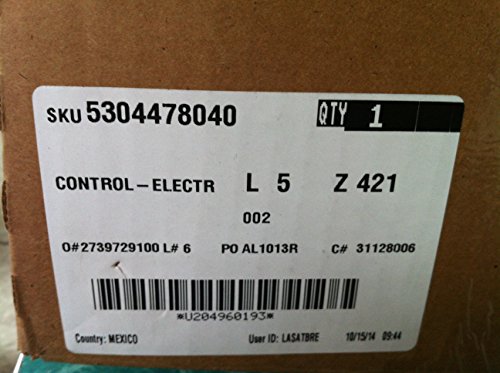 SKU 5304478040 QTY 1
CONTROL-ELECTR L 5 Z 421
002
O#2739729100 L# 6 PO AL1013R C# 31128006
*U204960193*
Country: MEXICO User ID: LASATBRE 10/15/14 09:44